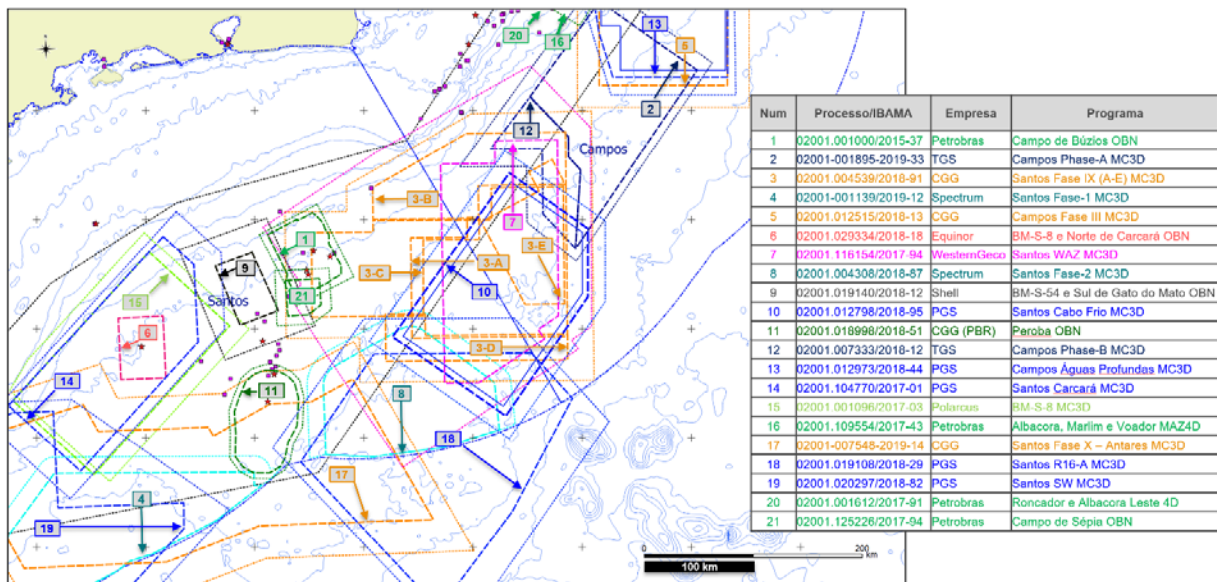 20
16
13
5
2
12
Campos
3-B
7
1
3-E
9
3-A
3-C
21
15
Santos
10
6
3-D
14
11
8
18
17
4
19
0
200
km
100 km
Num Processo/IBAMA Empresa Programa
1 02001.001000/2015-37 Petrobras Campo de Búzios OBN
2 02001-001895-2019-33 TGS Campos Phase-A MC3D
3 02001.004539/2018-91 CGG Santos Fase IX (A-E) MC3D
4 02001-001139/2019-12 Spectrum Santos Fase-1 MC3D
5 02001.012515/2018-13 CGG Campos Fase III MC3D
6 02001.029334/2018-18 Equinor BM-S-8 e Norte de Carcará OBN
7 02001.116154/2017-94 WesternGeco Santos WAZ MC3D
8 02001.004308/2018-87 Spectrum Santos Fase-2 MC3D
9 02001.019140/2018-12 Shell BM-S-54 e Sul de Gato do Mato OBN
10 02001.012798/2018-95 PGS Santos Cabo Frio MC3D
11 02001.018998/2018-51 CGG (PBR) Peroba OBN
12 02001.007333/2018-12 TGS Campos Phase-B MC3D
13 02001.012973/2018-44 PGS Campos Águas Profundas MC3D
14 02001.104770/2017-01 PGS Santos Carcará MC3D
15 02001.001096/2017-03 Polarcus BM-S-8 MC3D
16 02001.109554/2017-43 Petrobras Albacora, Marlim e Voador MAZ4D
17 02001-007548-2019-14 CGG Santos Fase X – Antares MC3D
18 02001.019108/2018-29 PGS Santos R16-A MC3D
19 02001.020297/2018-82 PGS Santos SW MC3D
20 02001.001612/2017-91 Petrobras Roncador e Albacora Leste 4D
21 02001.125226/2017-94 Petrobras Campo de Sépia OBN